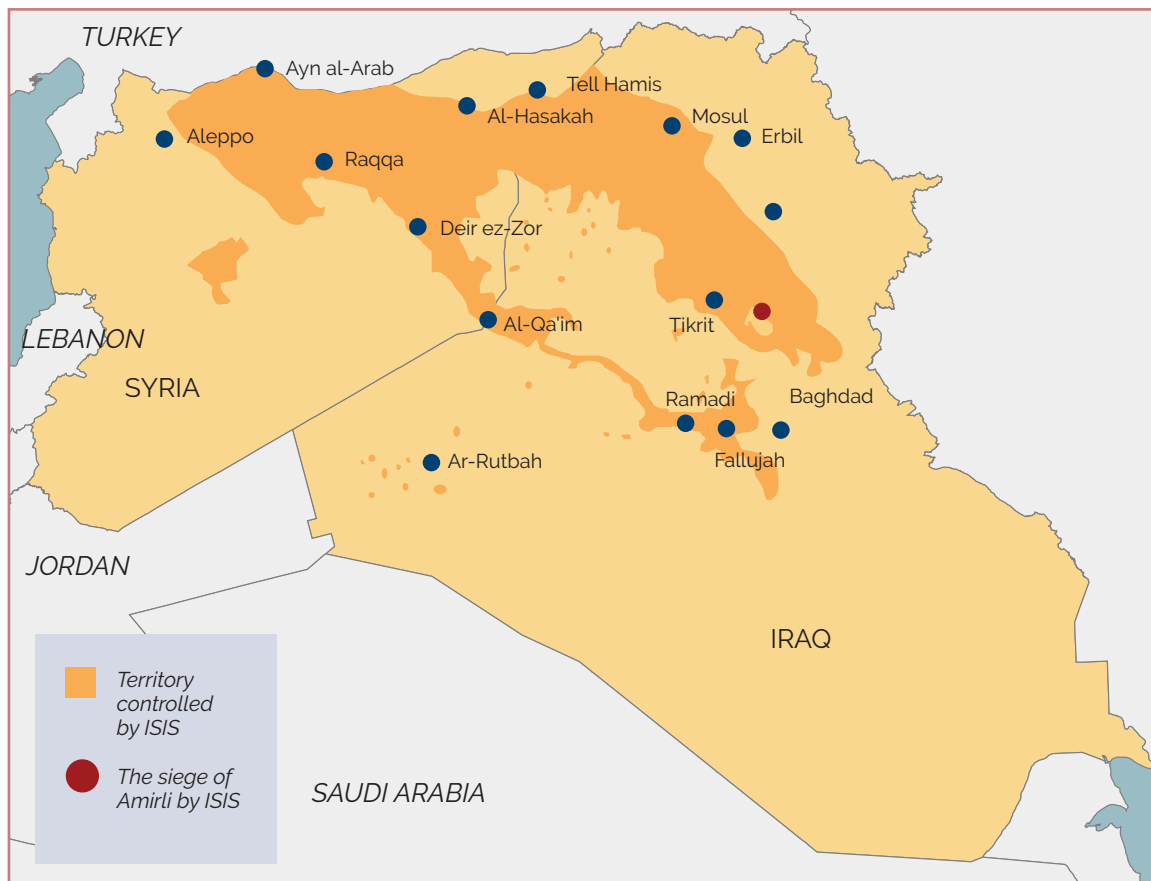 TURKEY
Ayn al-Arab
Tell Hamis
Al-Hasakah
Mosul
Aleppo
Erbil
Raqqa
Deir ez-Zor
Al-Qa'im
Tikrit
LEBANON
SYRIA
Ramadi
Baghdad
Ar-Rutbah
Fallujah
JORDAN
IRAQ
SAUDI ARABIA
Territory
controlled
by ISIS
The siege of
Amirli by ISIS